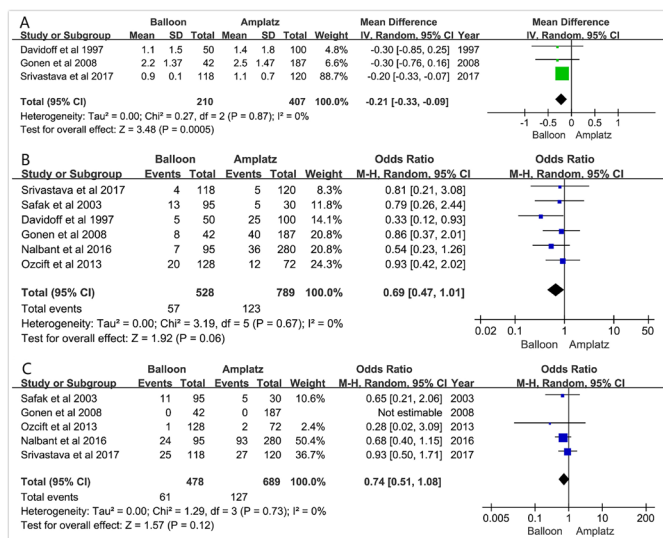 A
Balloon Amplatz Mean Difference Mean Difference
Study or Subgroup Mean SD Total Mean SD Total Weight IV, Random, 95% CI Year IV, Random, 95% CI
Davidoff et al 1997 1.1 1.5 50 1.4 1.8 100 4.8% -0.30 [-0.85, 0.25] 1997
Gonen et al 2008 2.2 1.37 42 2.5 1.47 187 6.6% -0.30 [-0.76, 0.16] 2008
Srivastava et al 2017 0.9 0.1 118 1.1 0.7 120 88.7% -0.20 [-0.33, -0.07] 2017
Total (95% CI) 210 407 100.0% -0.21 [-0.33, -0.09]
Heterogeneity: Tau² = 0.00; Chi² = 0.27, df = 2 (P = 0.87); I² = 0%
Test for overall effect: Z = 3.48 (P = 0.0005)
-1 -0.5 0 0.5 1
Balloon Amplatz
B
Balloon Amplatz Odds Ratio Odds Ratio
Study or Subgroup Events Total Events Total Weight M-H, Random, 95% CI M-H, Random, 95% CI
Srivastava et al 2017 4 118 5 120 8.3% 0.81 [0.21, 3.08]
Safak et al 2003 13 95 5 30 11.8% 0.79 [0.26, 2.44]
Davidoff et al 1997 5 50 25 100 14.1% 0.33 [0.12, 0.93]
Gonen et al 2008 8 42 40 187 20.8% 0.86 [0.37, 2.01]
Nalbant et al 2016 7 95 36 280 20.8% 0.54 [0.23, 1.26]
Ozcift et al 2013 20 128 12 72 24.3% 0.93 [0.42, 2.02]
Total (95% CI) 528 789 100.0% 0.69 [0.47, 1.01]
Total events 57 123
Heterogeneity: Tau² = 0.00; Chi² = 3.19, df = 5 (P = 0.67); I² = 0%
Test for overall effect: Z = 1.92 (P = 0.06)
0.02 0.1 1 10 50
Balloon Amplatz
C
Balloon Amplatz Odds Ratio Odds Ratio
Study or Subgroup Events Total Events Total Weight M-H, Random, 95% CI Year M-H, Random, 95% CI
Safak et al 2003 11 95 5 30 10.6% 0.65 [0.21, 2.06] 2003
Gonen et al 2008 0 42 0 187 Not estimable 2008
Ozcift et al 2013 1 128 2 72 2.4% 0.28 [0.02, 3.09] 2013
Nalbant et al 2016 24 95 93 280 50.4% 0.68 [0.40, 1.15] 2016
Srivastava et al 2017 25 118 27 120 36.7% 0.93 [0.50, 1.71] 2017
Total (95% CI) 478 689 100.0% 0.74 [0.51, 1.08]
Total events 61 127
Heterogeneity: Tau² = 0.00; Chi² = 1.29, df = 3 (P = 0.73); I² = 0%
Test for overall effect: Z = 1.57 (P = 0.12)
0.005 0.1 1 10 200
Balloon Amplatz